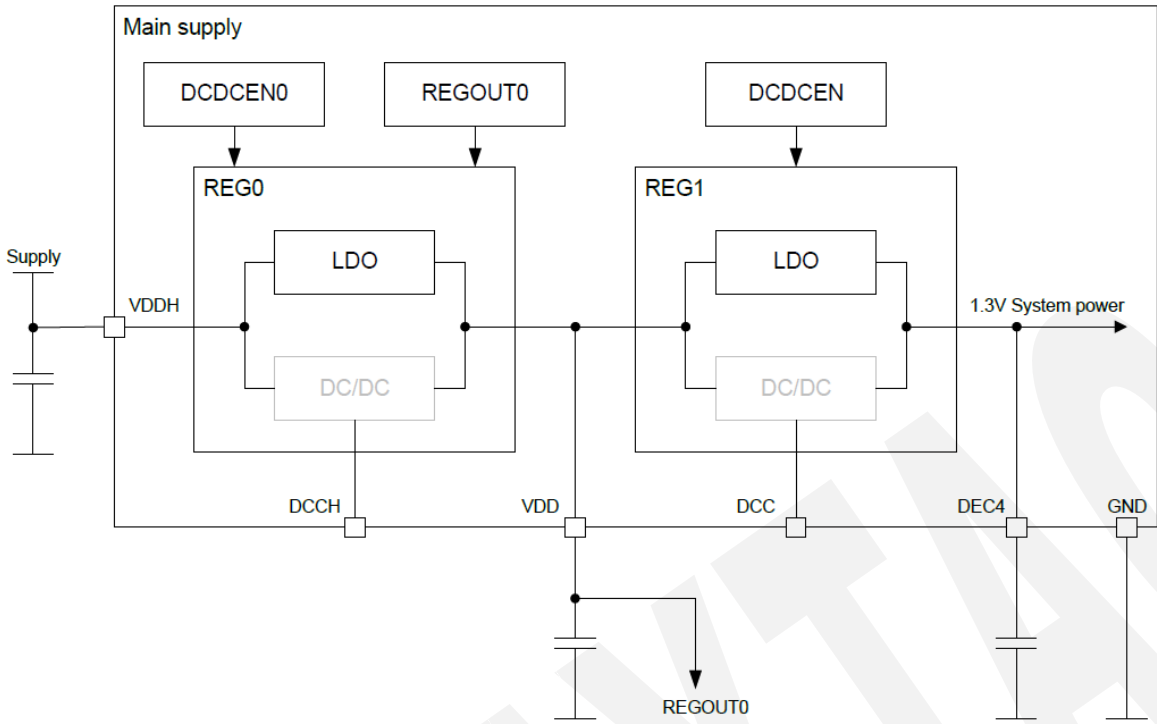 Main supply
DCDCEN0
REGOUT0
DCDCEN
REG0
REG1
LDO
LDO
Supply
VDDH
1.3V System power
DC/DC
DC/DC
DCCH
VDD
DCC
DEC4
GND
REGOUT0